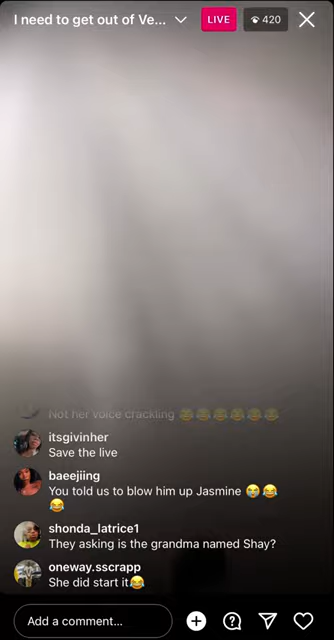 I need to get out of Ve... LIVE 420
Not her voice crackling 😂😂😂😂😂😂
itsgivinher
Save the live
baeejiing
You told us to blow him up Jasmine 😭😂
😂
shonda_latrice1
They asking is the grandma named Shay?
oneway.sscrapp
She did start it😂
Add a comment...